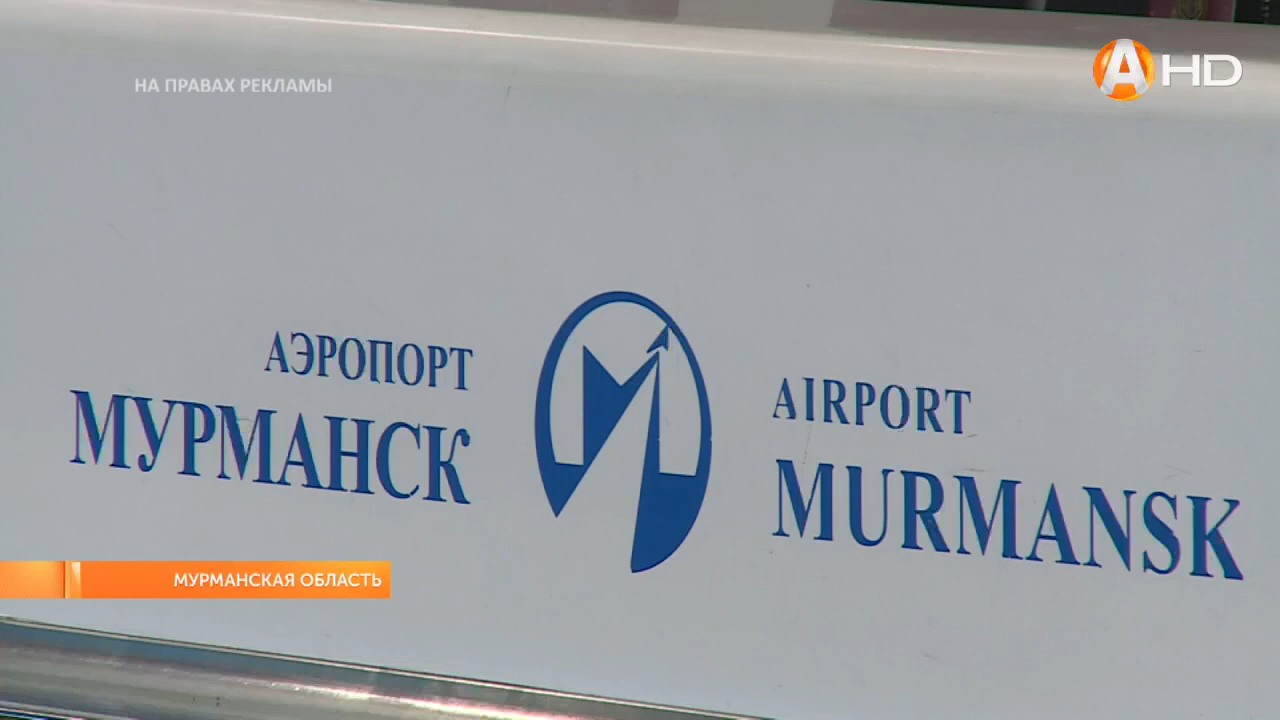 НА ПРАВАХ РЕКЛАМЫ
А HD
АЭРОПОРТ
МУРМАНСК
AIRPORT
MURMANSK
МУРМАНСКАЯ ОБЛАСТЬ